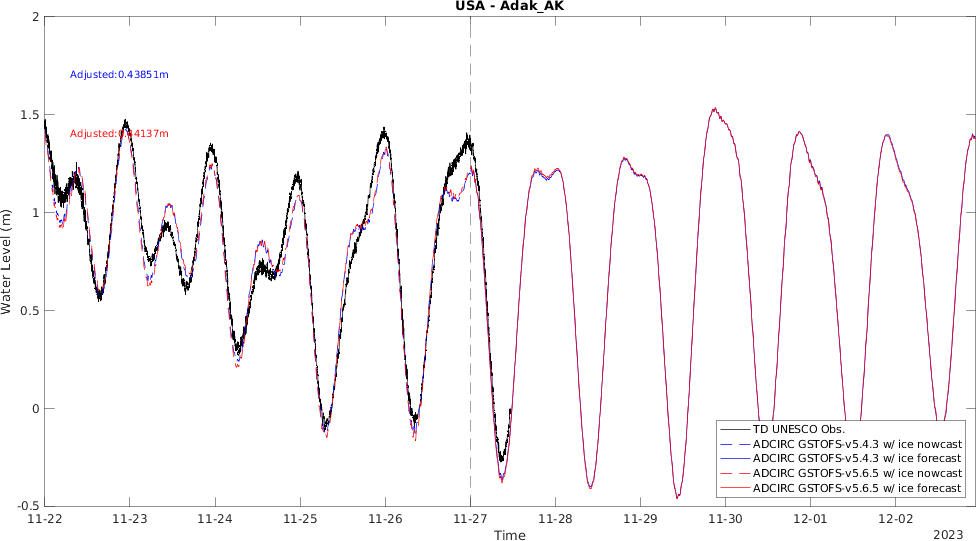 USA - Adak_AK
Adjusted:0.43851m
Adjusted:0.44137m
Water Level (m)
2
1.5
1
0.5
0
-0.5
11-22 11-23 11-24 11-25 11-26 11-27 11-28 11-29 11-30 12-01 12-02
Time
2023
TD UNESCO Obs.
ADCIRC GSTOFS-v5.4.3 w/ ice nowcast
ADCIRC GSTOFS-v5.4.3 w/ ice forecast
ADCIRC GSTOFS-v5.6.5 w/ ice nowcast
ADCIRC GSTOFS-v5.6.5 w/ ice forecast